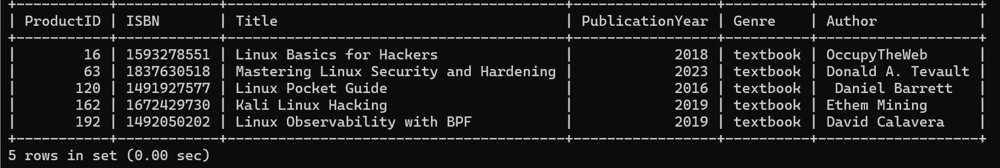 +-----------+------------+----------------------------------------+-----------------+----------+-------------------+
| ProductID | ISBN       | Title                                  | PublicationYear | Genre    | Author            |
+-----------+------------+----------------------------------------+-----------------+----------+-------------------+
|        16 | 1593278551 | Linux Basics for Hackers               |            2018 | textbook | OccupyTheWeb      |
|        63 | 1837630518 | Mastering Linux Security and Hardening |            2023 | textbook | Donald A. Tevault |
|       120 | 1491927577 | Linux Pocket Guide                     |            2016 | textbook |  Daniel Barrett   |
|       162 | 1672429730 | Kali Linux Hacking                     |            2019 | textbook | Ethem Mining      |
|       192 | 1492050202 | Linux Observability with BPF           |            2019 | textbook | David Calavera    |
+-----------+------------+----------------------------------------+-----------------+----------+-------------------+
5 rows in set (0.00 sec)